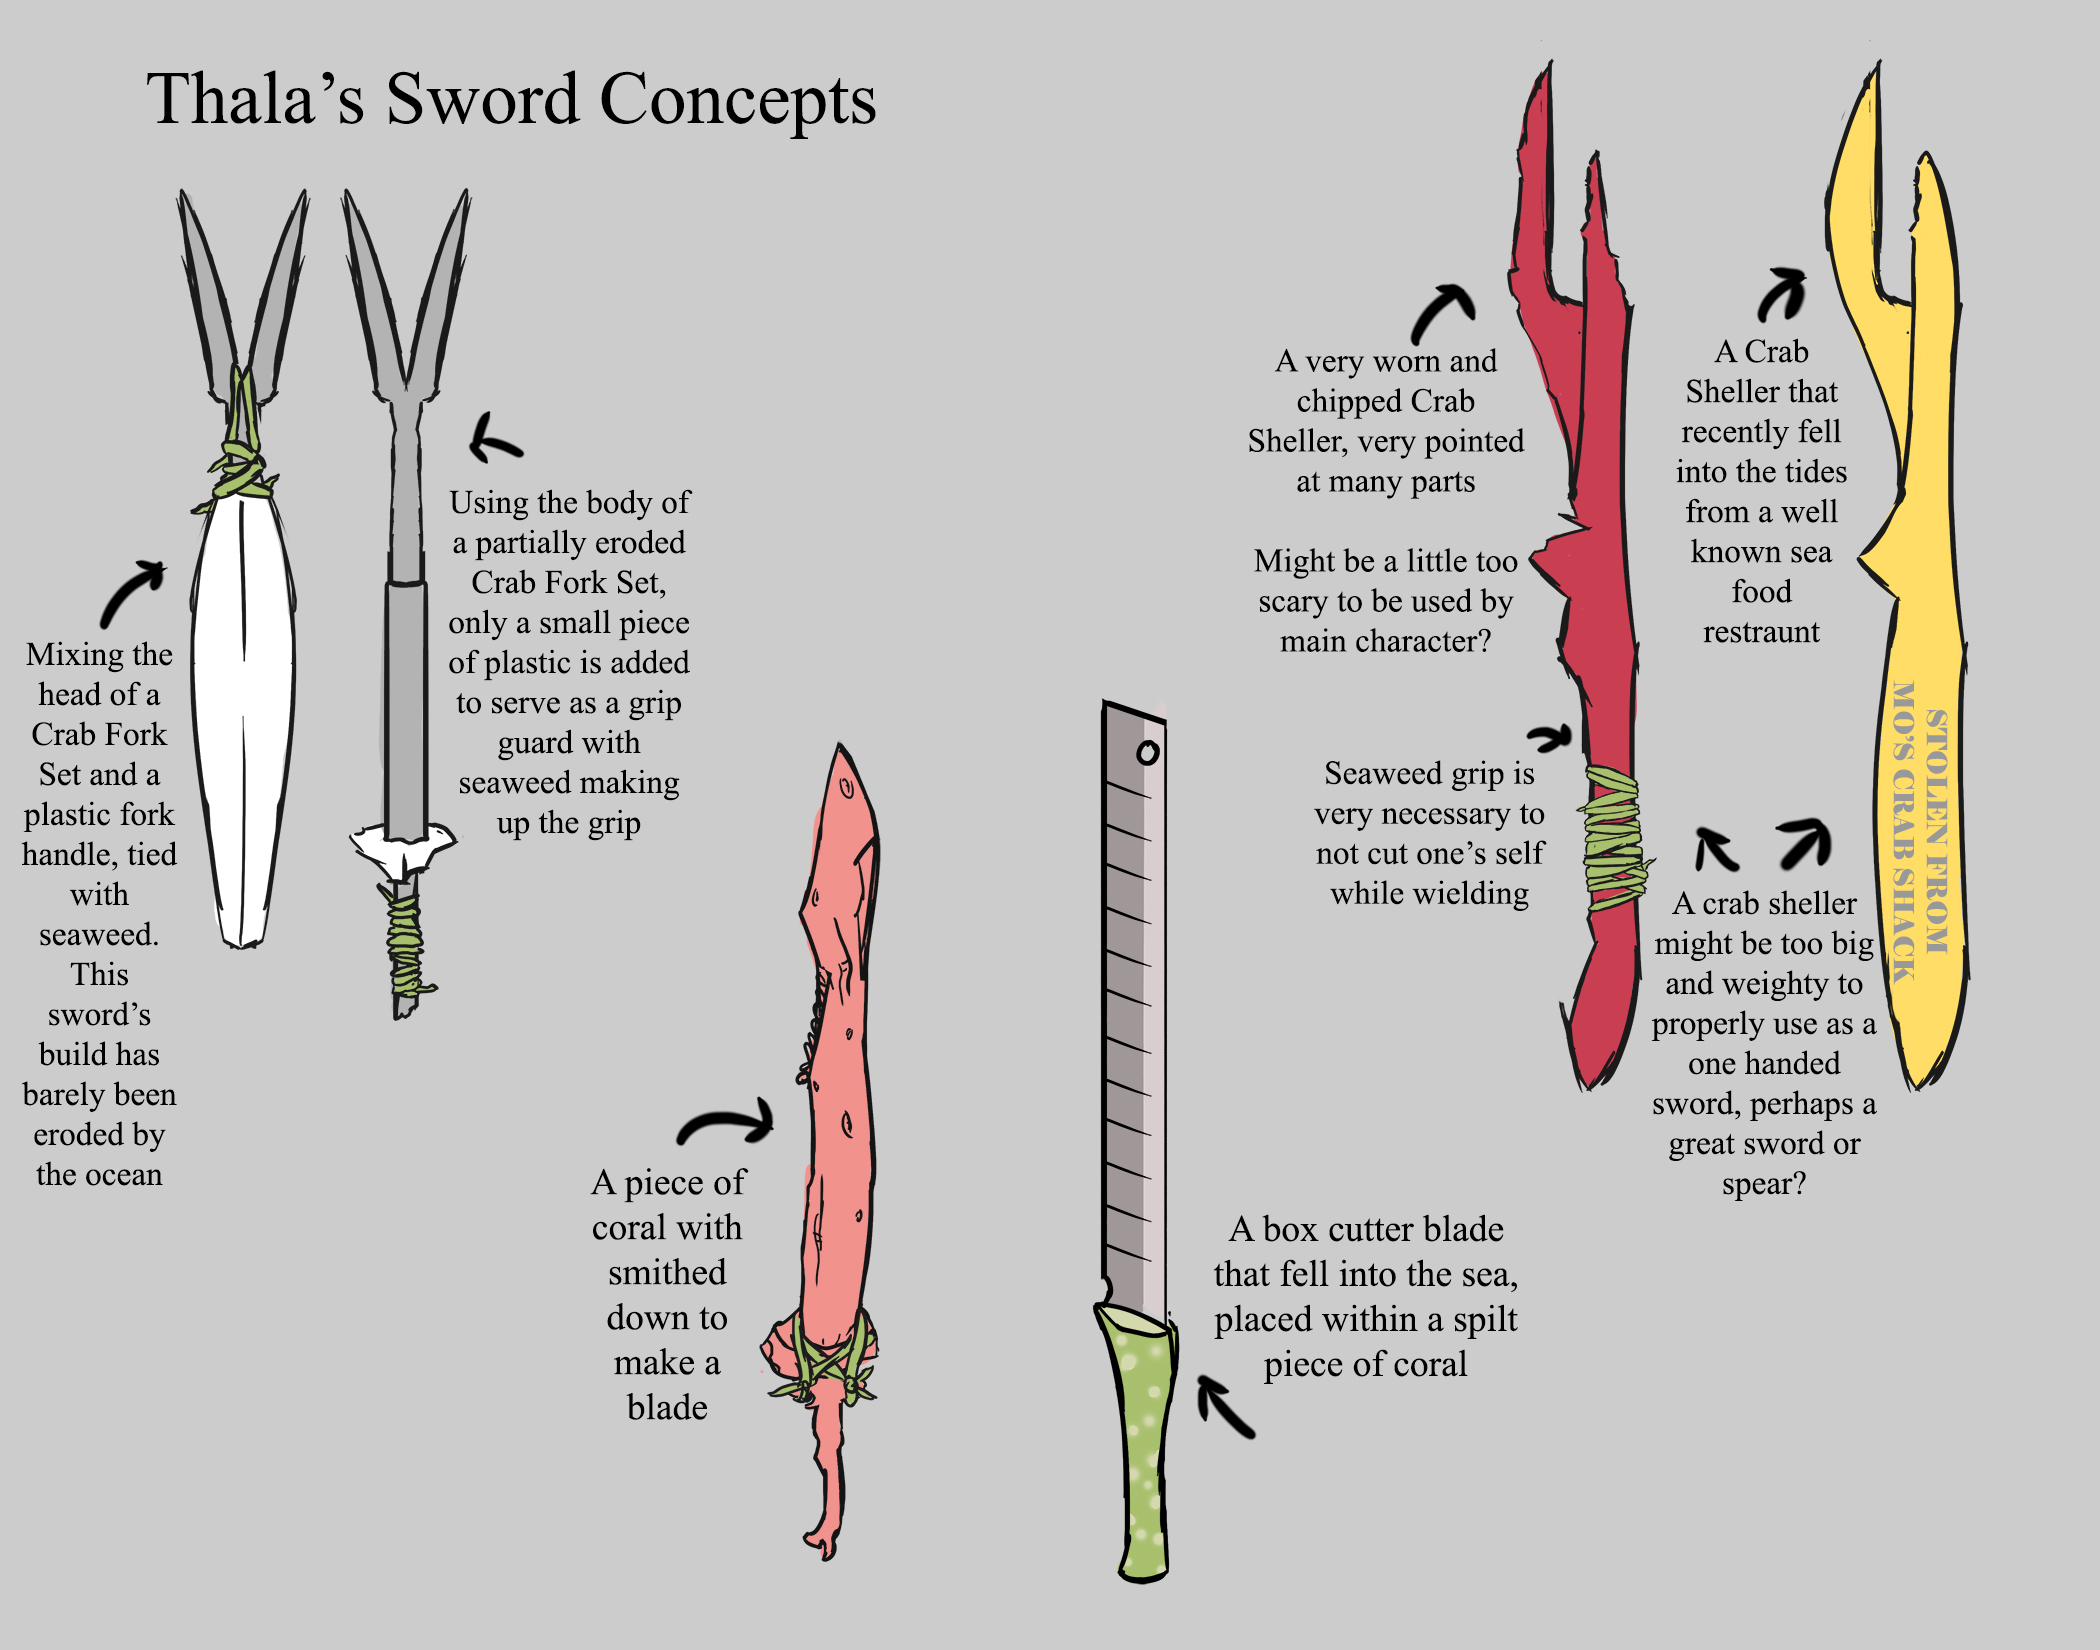 Thala’s Sword Concepts
Mixing the
head of a
Crab Fork
Set and a
plastic fork
handle, tied
with
seaweed.
This
sword’s
build has
barely been
eroded by
the ocean
Using the body of
a partially eroded
Crab Fork Set,
only a small piece
of plastic is added
to serve as a grip
guard with
seaweed making
up the grip
A piece of
coral with
smithed
down to
make a
blade
A box cutter blade
that fell into the sea,
placed within a spilt
piece of coral
A very worn and
chipped Crab
Sheller, very pointed
at many parts
Might be a little too
scary to be used by
main character?
Seaweed grip is
very necessary to
not cut one’s self
while wielding
A Crab
Sheller that
recently fell
into the tides
from a well
known sea
food
restraunt
A crab sheller
might be too big
and weighty to
properly use as a
one handed
sword, perhaps a
great sword or
spear?
STOLEN FROM
MO'S CRAB SHACK